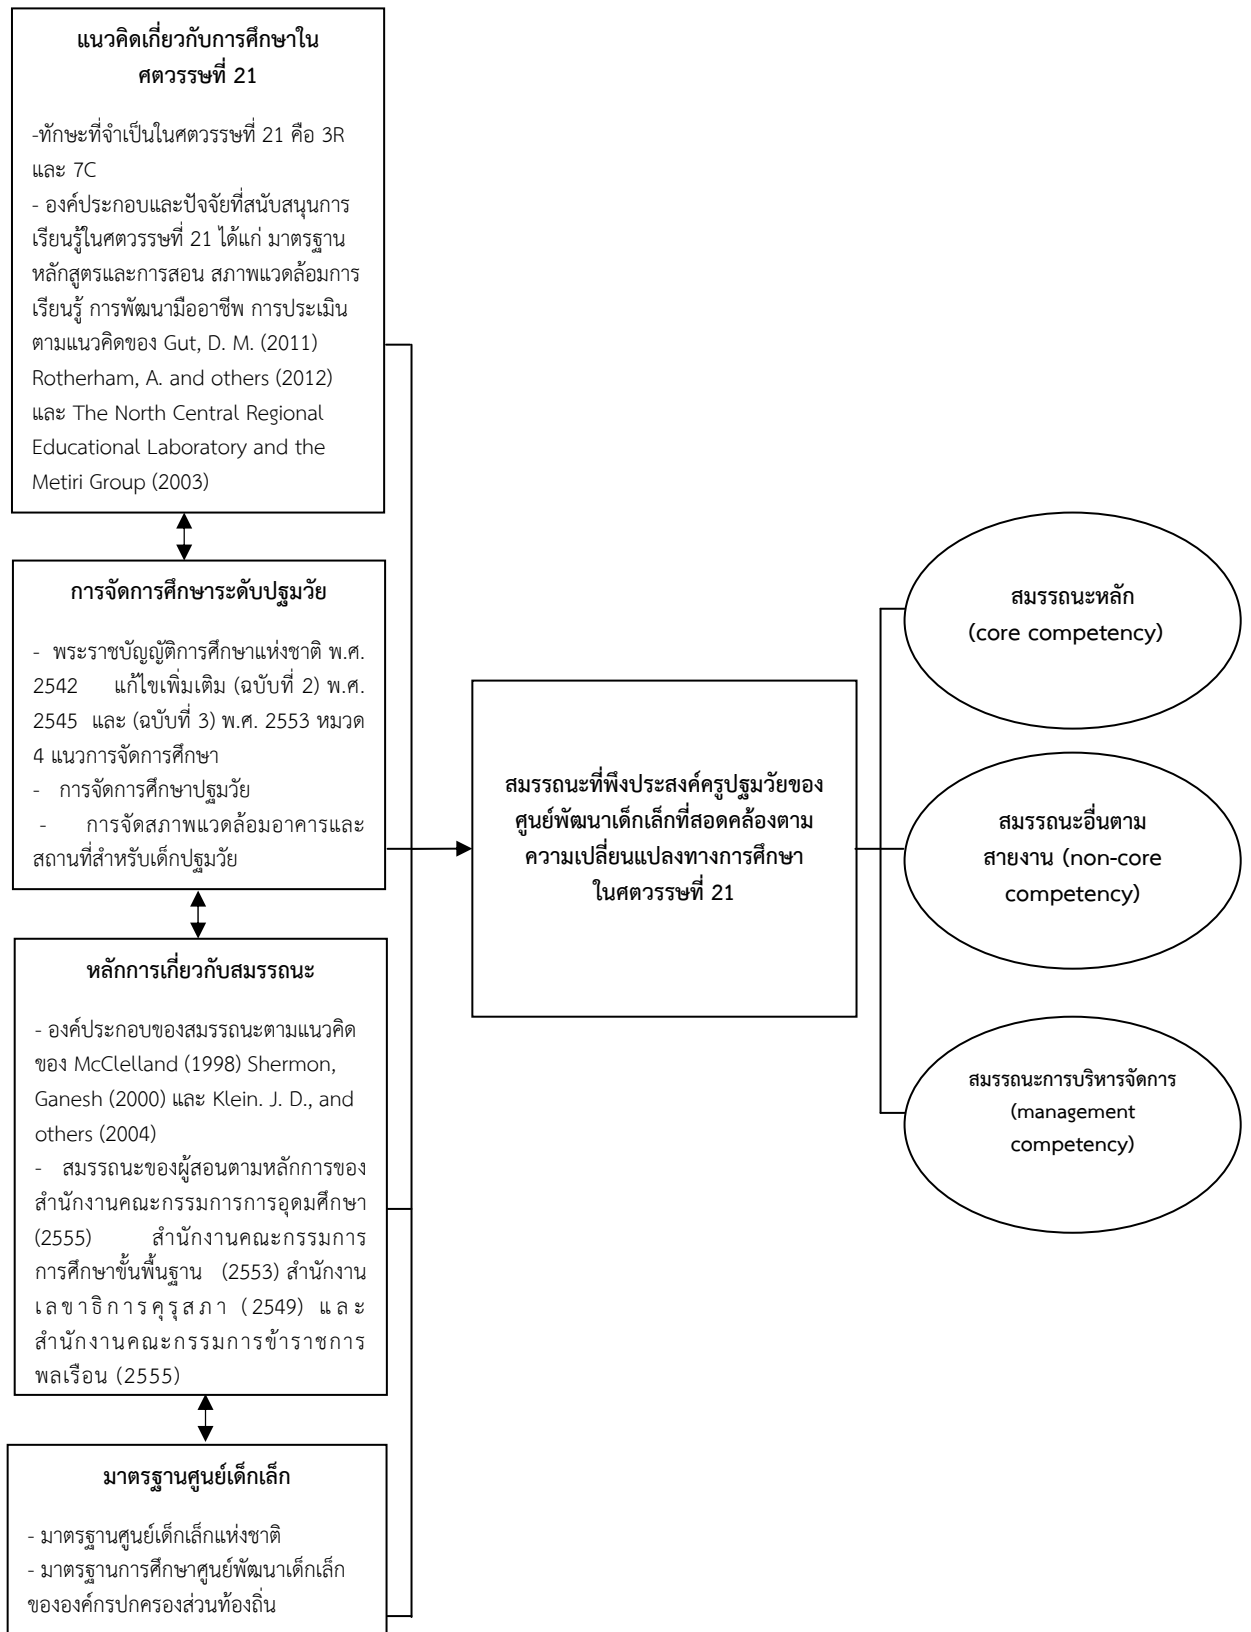 แนวคิดเกี่ยวกับการศึกษาใน
ศตวรรษที่ 21
-ทักษะที่จำเป็นในศตวรรษที่ 21 คือ 3R
และ 7C
- องค์ประกอบและปัจจัยที่สนับสนุนการ
เรียนรู้ในศตวรรษที่ 21 ได้แก่ มาตรฐาน
หลักสูตรและการสอน สภาพแวดล้อมการ
เรียนรู้ การพัฒนามืออาชีพ การประเมิน
ตามแนวคิดของ Gut, D. M. (2011)
Rotherham, A. and others (2012)
และ The North Central Regional
Educational Laboratory and the
Metiri Group (2003)
การจัดการศึกษาระดับปฐมวัย
- พระราชบัญญัติการศึกษาแห่งชาติ พ.ศ.
2542 แก้ไขเพิ่มเติม (ฉบับที่ 2) พ.ศ.
2545 และ (ฉบับที่ 3) พ.ศ. 2553 หมวด
4 แนวการจัดการศึกษา
- การจัดการศึกษาปฐมวัย
- การจัดสภาพแวดล้อมอาคารและ
สถานที่สำหรับเด็กปฐมวัย
หลักการเกี่ยวกับสมรรถนะ
- องค์ประกอบของสมรรถนะตามแนวคิด
ของ McClelland (1998) Shermon,
Ganesh (2000) และ Klein. J. D., and
others (2004)
- สมรรถนะของผู้สอนตามหลักการของ
สำนักงานคณะกรรมการการอุดมศึกษา
(2555) สำนักงานคณะกรรมการ
การศึกษาขั้นพื้นฐาน (2553) สำนักงาน
เลขาธิการคุรุสภา (2549) และ
สำนักงานคณะกรรมการข้าราชการ
พลเรือน (2555)
มาตรฐานศูนย์เด็กเล็ก
- มาตรฐานศูนย์เด็กเล็กแห่งชาติ
- มาตรฐานการศึกษาศูนย์พัฒนาเด็กเล็ก
ขององค์กรปกครองส่วนท้องถิ่น
สมรรถนะที่พึงประสงค์ครูปฐมวัยของ
ศูนย์พัฒนาเด็กเล็กที่สอดคล้องตาม
ความเปลี่ยนแปลงทางการศึกษา
ในศตวรรษที่ 21
สมรรถนะหลัก
(core competency)
สมรรถนะอื่นตาม
สายงาน (non-core
competency)
สมรรถนะการบริหารจัดการ
(management
competency)